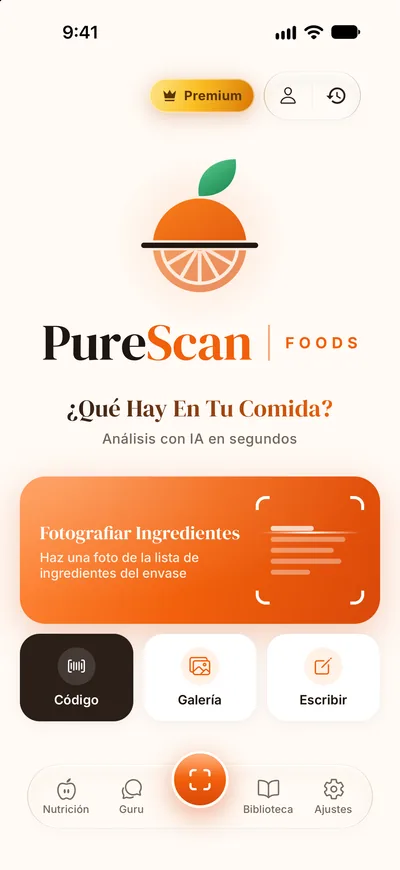 9:41
Premium
PureScan | FOODS
¿Qué Hay En Tu Comida?
Análisis con IA en segundos
Fotografiar Ingredientes
Haz una foto de la lista de
ingredientes del envase
Código
Galería
Escribir
Nutrición
Guru
Biblioteca
Ajustes